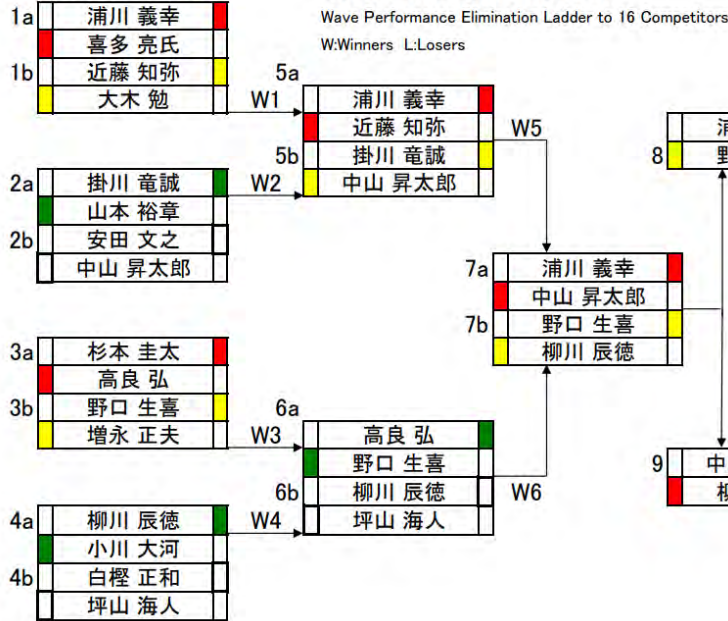 Wave Performance Elimination Ladder to 16 Competitors
W:Winners L:Losers
1a
浦川 義幸
喜多 亮氏
1b
近藤 知弥
大木 勉
W1
2a
掛川 竜誠
山本 裕章
2b
安田 文之
中山 昇太郎
W2
3a
杉本 圭太
高良 弘
3b
野口 生喜
増永 正夫
W3
4a
柳川 辰徳
小川 大河
4b
白樫 正和
坪山 海人
W4
5a
浦川 義幸
近藤 知弥
5b
掛川 竜誠
中山 昇太郎
W5
6a
高良 弘
野口 生喜
6b
柳川 辰徳
坪山 海人
W6
7a
浦川 義幸
中山 昇太郎
7b
野口 生喜
柳川 辰徳
8
9
中